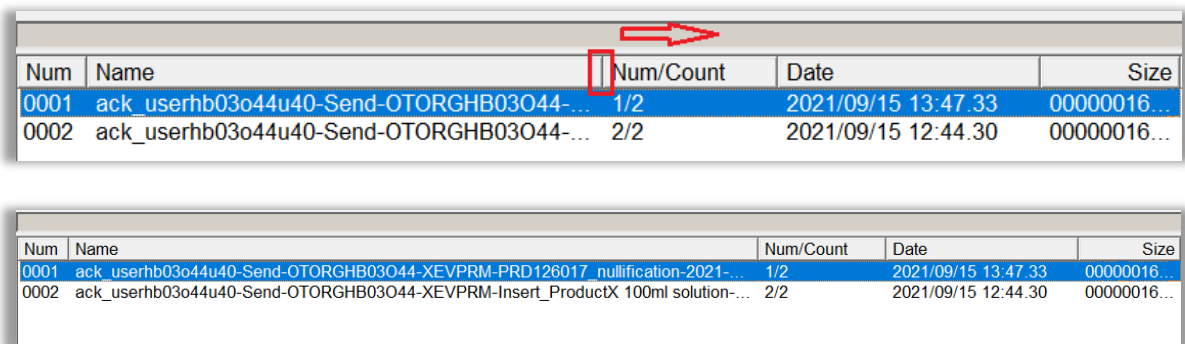 Num Name Num/Count Date Size
0001 ack_userhb03o44u40-Send-OTORGHB03O44-... 1/2 2021/09/15 13:47.33 00000016...
0002 ack_userhb03o44u40-Send-OTORGHB03O44-... 2/2 2021/09/15 12:44.30 00000016...
Num Name Num/Count Date Size
0001 ack_userhb03o44u40-Send-OTORGHB03O44-XEVPRM-PRD126017_nullification-2021-... 1/2 2021/09/15 13:47.33 00000016...
0002 ack_userhb03o44u40-Send-OTORGHB03O44-XEVPRM-Insert_ProductX 100ml solution-... 2/2 2021/09/15 12:44.30 00000016...